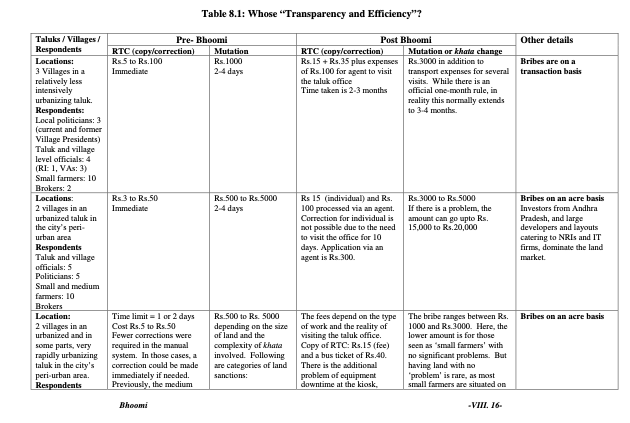 Table 8.1: Whose “Transparency and Efficiency”?
Taluks / Villages /
Respondents
Pre- Bhoomi
Post Bhoomi
Other details
RTC (copy/correction)
Mutation
RTC (copy/correction)
Mutation or khata change
Locations:
3 Villages in a
relatively less
intensively
urbanizing taluk.
Respondents:
Local politicians: 3
(current and former
Village Presidents)
Taluk and village
level officials: 4
(RI: 1, VAs: 3)
Small farmers: 10
Brokers: 2
Rs.5 to Rs.100
Immediate
Rs.1000
2-4 days
Rs.15 + Rs.35 plus expenses
of Rs.100 for agent to visit
the taluk office
Time taken is 2-3 months
Rs.3000 in addition to
transport expenses for several
visits. While there is an
official one-month rule, in
reality this normally extends
to 3-4 months.
Bribes are on a
transaction basis
Locations:
2 villages in an
urbanized taluk in
the city’s peri-
urban area
Respondents
Taluk and village
officials: 5
Politicians: 5
Small and medium
farmers: 10
Brokers
Rs.3 to Rs.50
Immediate
Rs.500 to Rs.5000
2-4 days
Rs 15 (individual) and Rs.
100 processed via an agent.
Correction for individual is
not possible due to the need
to visit the office for 10
days. Application via an
agent is Rs.300.
Rs.3000 to Rs.5000
If there is a problem, the
amount can go upto Rs.
15,000 to Rs.20,000
Bribes on an acre basis
Investors from Andhra
Pradesh, and large
developers and layouts
catering to NRIs and IT
firms, dominate the land
market.
Location:
2 villages in an
urbanized and in
some parts, very
rapidly urbanizing
taluk in the city’s
peri-urban area.
Respondents
Time limit = 1 or 2 days
Cost Rs.5 to Rs.50
Fewer corrections were
required in the manual
system. In those cases, a
correction could be made
immediately if needed.
Previously, the medium
Rs.500 to Rs. 5000
depending on the size
of land and the
complexity of khata
involved. Following
are categories of land
sanctions:
The fees depend on the type
of work and the reality of
visiting the taluk office.
Copy of RTC: Rs.15 (fee)
and a bus ticket of Rs.40.
There is the additional
problem of equipment
downtime at the kiosk,
The bribe ranges between Rs.
1000 and Rs.3000. Here, the
lower amount is for those
seen as ‘small farmers’ with
no significant problems. But
having land with no
‘problem’ is rare, as most
small farmers are situated on
Bribes on an acre basis
Bhoomi
-VIII. 16-